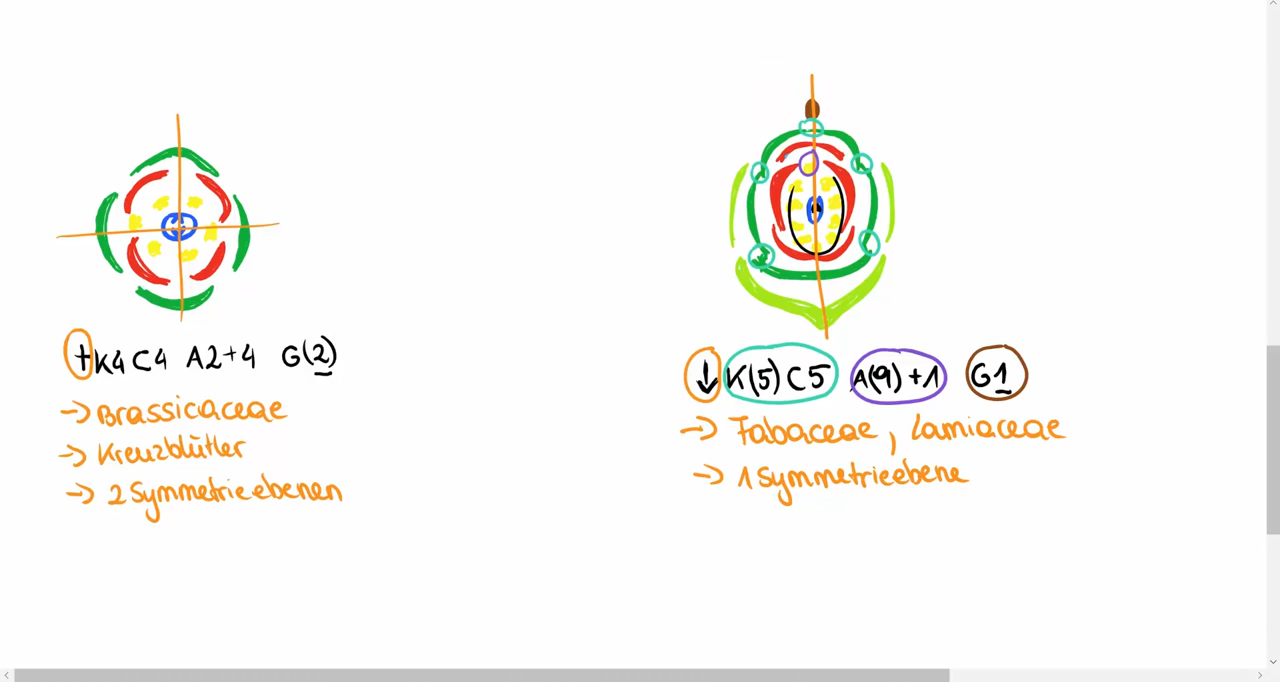 +K4 C4 A2+4 G(2)
→ Brassicaceae
→ Kreuzblütler
→ 2 Symmetrieebenen
↓ K(5) C5 A(9)+1 G1
→ Fabaceae, Lamiaceae
→ 1 Symmetrieebene